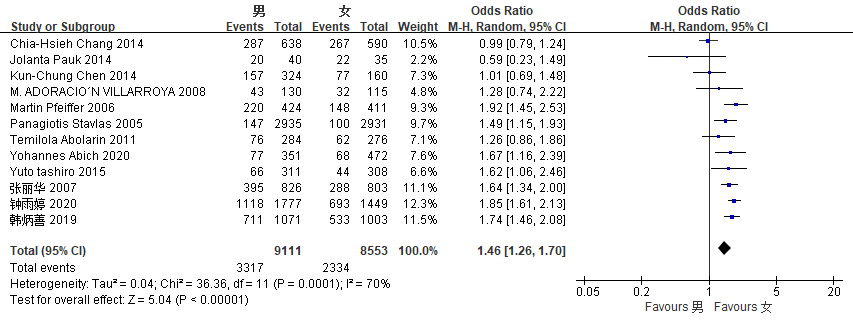 男 女 Odds Ratio Odds Ratio
Study or Subgroup Events Total Events Total Weight M-H, Random, 95% CI M-H, Random, 95% CI
Chia-Hsieh Chang 2014 287 638 267 590 10.5% 0.99 [0.79, 1.24]
Jolanta Pauk 2014 20 40 22 35 2.2% 0.59 [0.23, 1.49]
Kun-Chung Chen 2014 157 324 77 160 8.0% 1.01 [0.69, 1.48]
M. ADORACIO´N VILLARROYA 2008 43 130 32 115 5.1% 1.28 [0.74, 2.22]
Martin Pfeiffer 2006 220 424 148 411 9.6% 1.92 [1.45, 2.53]
Panagiotis Stavlas 2005 147 2935 100 2931 9.9% 1.49 [1.15, 1.93]
Temilola Abolarin 2011 76 284 62 276 7.9% 1.26 [0.86, 1.86]
Yohannes Abich 2020 77 351 68 472 8.2% 1.67 [1.16, 2.39]
Yuto tashiro 2015 66 311 44 308 7.3% 1.62 [1.06, 2.46]
张丽华 2007 395 826 288 803 11.1% 1.64 [1.34, 2.00]
钟雨婷 2020 1118 1777 693 1449 8.9% 1.85 [1.61, 2.13]
韩炳善 2019 711 1071 533 1003 11.4% 1.74 [1.46, 2.08]
Total (95% CI) 9111 8553 100.0% 1.46 [1.26, 1.70]
Total events 3317 2334
Heterogeneity: Tau² = 0.04; Chi² = 36.36, df = 11 (P = 0.0001); I² = 70%
Test for overall effect: Z = 5.04 (P < 0.00001)
0.05 0.2 1 5 20
Favours 男 Favours 女